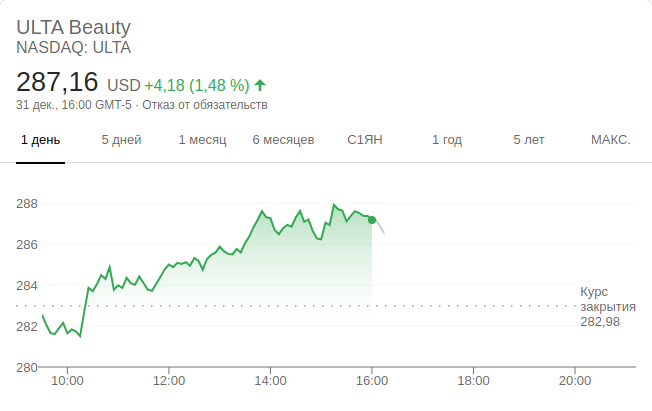 ULTA Beauty
NASDAQ: ULTA
287,16 USD +4,18 (1,48 %)
31 дек., 16:00 GMT-5 · Отказ от обязательств
1 день 5 дней 1 месяц 6 месяцев С1ЯН 1 год 5 лет МАКС.
288
286
284
Курс
закрытия
282,98
282
280
10:00 12:00 14:00 16:00 18:00 20:00